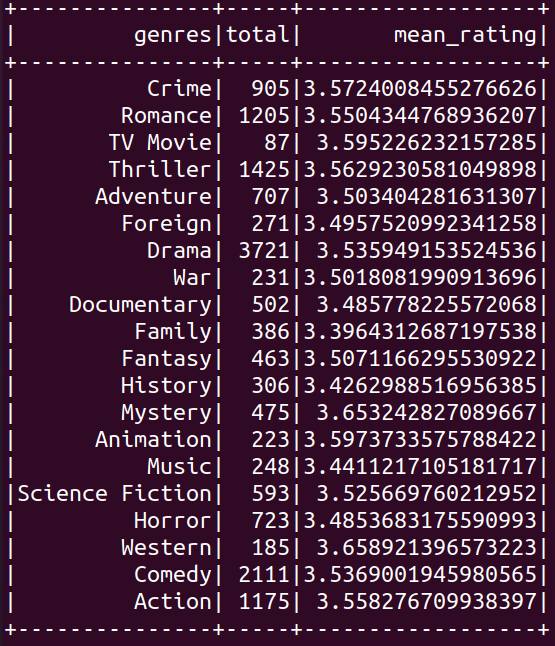 +---------------+-----+------------------+
|         genres|total|       mean_rating|
+---------------+-----+------------------+
|          Crime|  905|3.5724008455276626|
|        Romance| 1205|3.5504344768936207|
|       TV Movie|   87| 3.595226232157285|
|       Thriller| 1425|3.5629230581049898|
|      Adventure|  707| 3.503404281631307|
|        Foreign|  271|3.4957520992341258|
|          Drama| 3721| 3.535949153524536|
|            War|  231|3.5018081990913696|
|    Documentary|  502| 3.485778225572068|
|         Family|  386|3.3964312687197538|
|        Fantasy|  463|3.5071166295530922|
|        History|  306|3.4262988516956385|
|        Mystery|  475| 3.653242827089667|
|      Animation|  223|3.5973733575788422|
|          Music|  248|3.4411217105181717|
|Science Fiction|  593| 3.525669760212952|
|         Horror|  723|3.4853683175590993|
|        Western|  185| 3.658921396573223|
|         Comedy| 2111|3.5369001945980565|
|         Action| 1175| 3.558276709938397|
+---------------+-----+------------------+